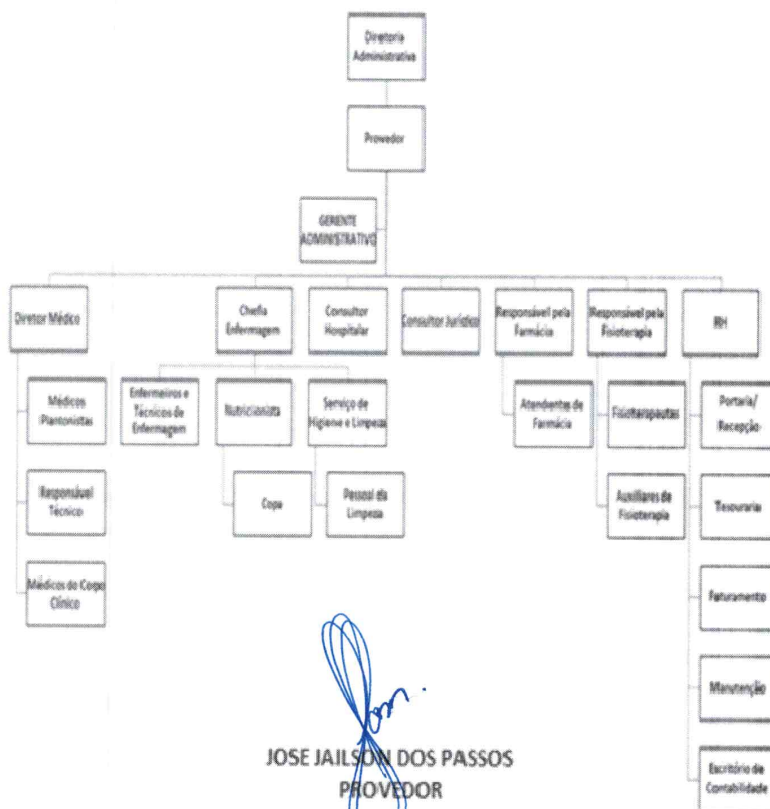 Diretoria
Administrativa
Provedor
GERENTE
ADMINISTRATIVO
Diretor Médico
Chefia
Enfermagem
Consultor
Hospitalar
Consultor Jurídico
Responsável pela
Farmácia
Responsável pela
Fisioterapia
RH
Médicos
Plantonistas
Enfermeiros e
Técnicos de
Enfermagem
Nutricionista
Serviço de
Higiene e Limpeza
Atendentes de
Farmácia
Fisioterapeutas
Portaria/
Recepção
Responsável
Técnico
Copa
Pessoal da
Limpeza
Auxiliares de
Fisioterapia
Tesouraria
Médicos do Corpo
Clínico
Faturamento
Manutenção
Escritório de
Contabilidade
JOSE JAILSON DOS PASSOS
PROVEDOR